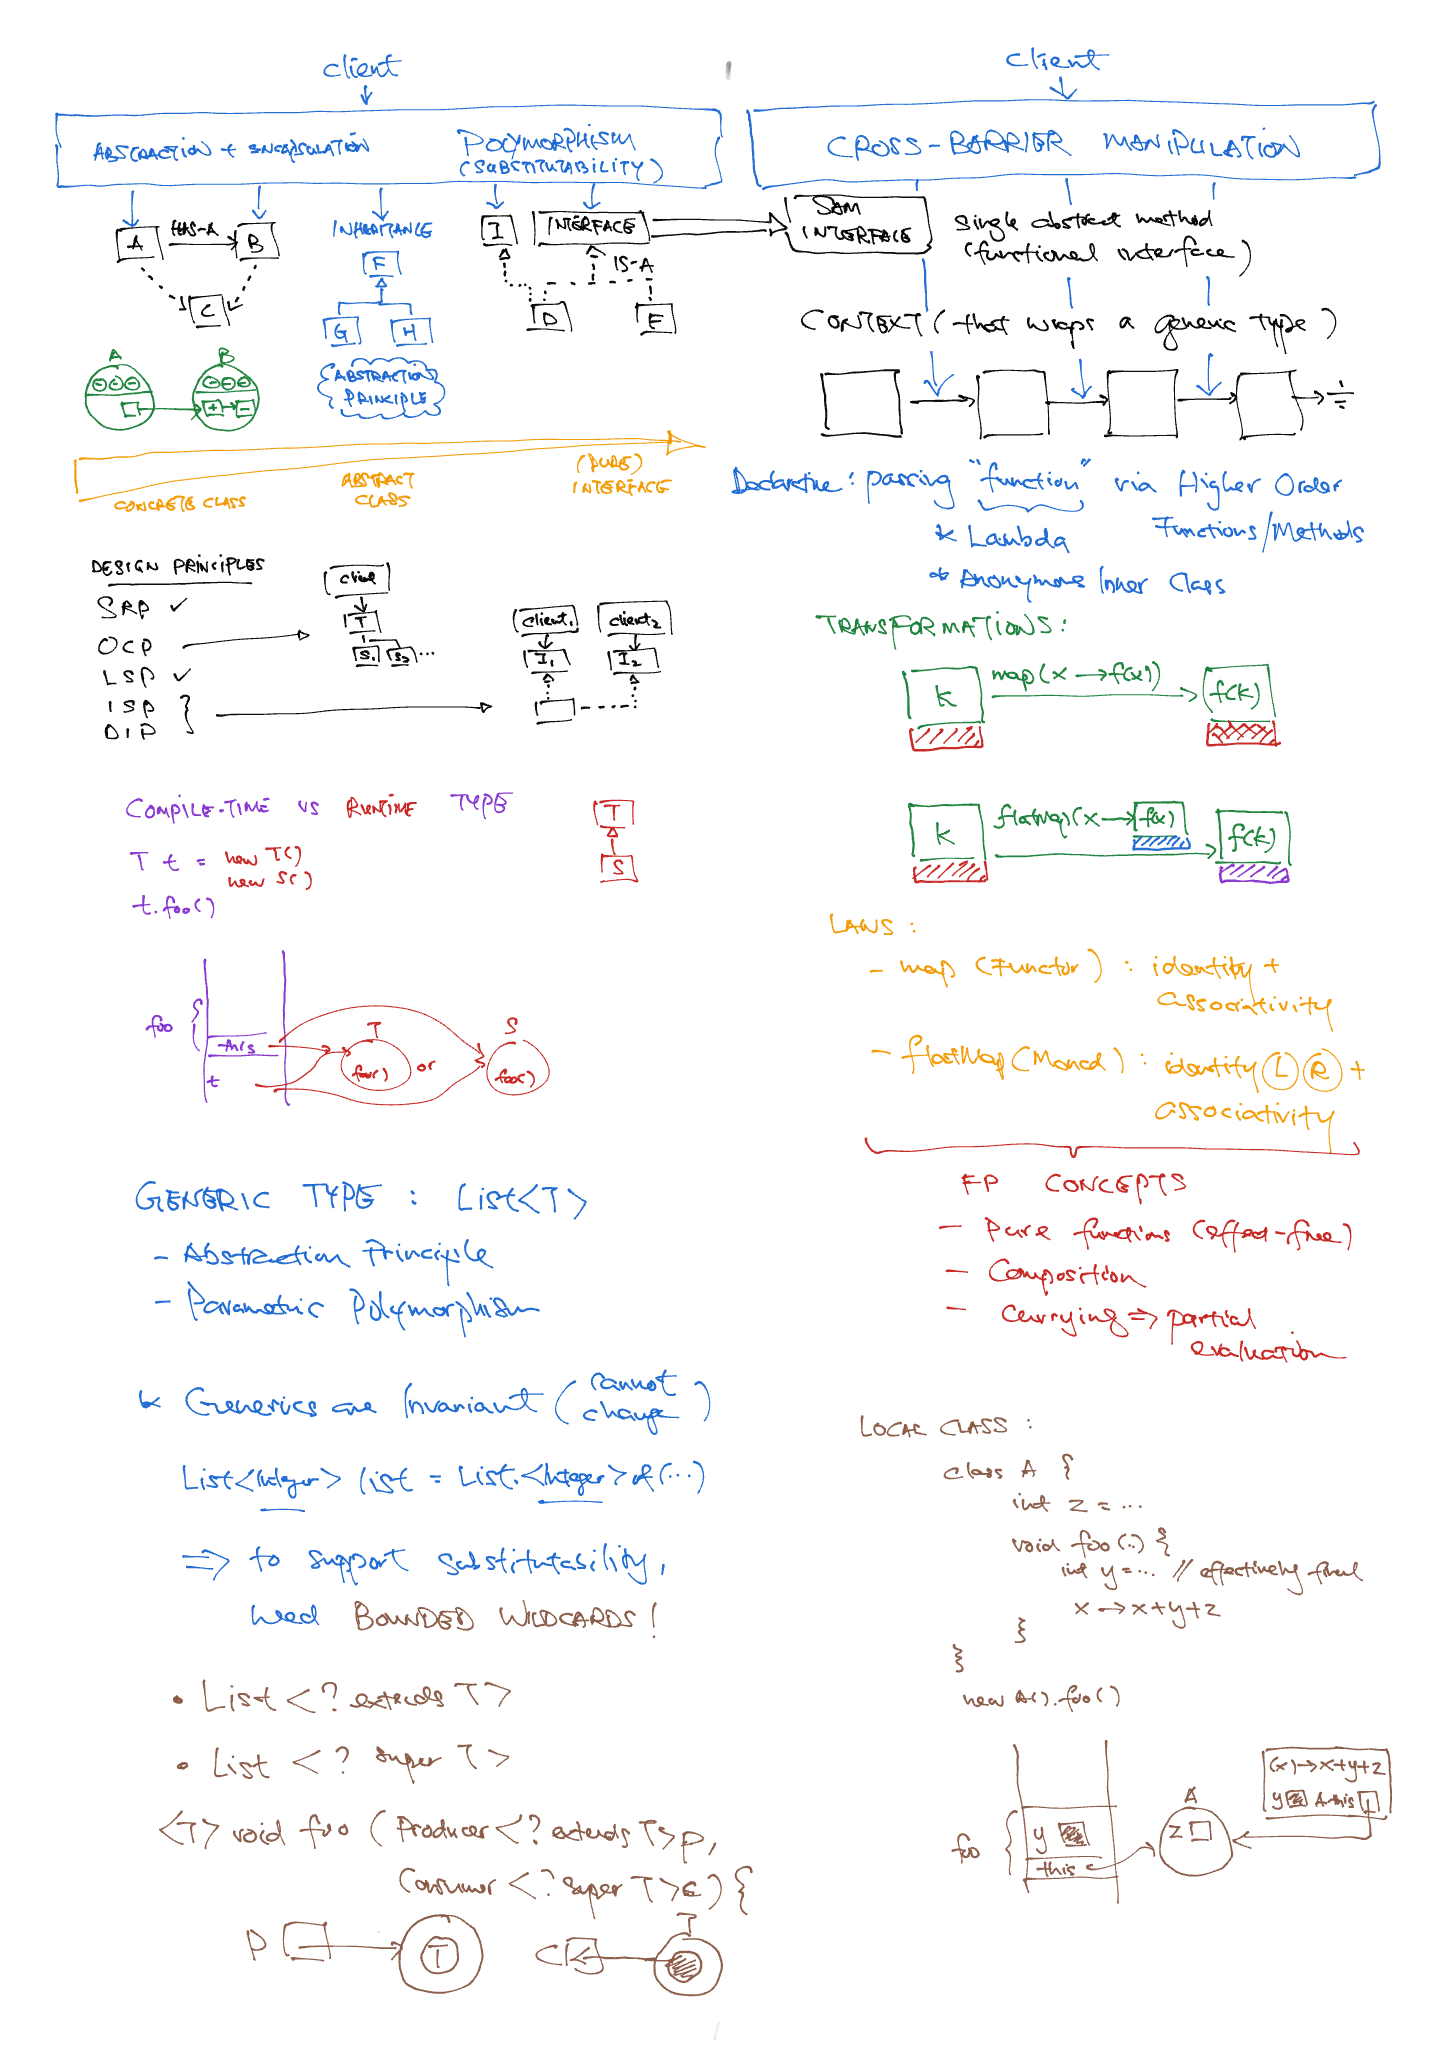 client
ABSTRACTION + ENCAPSULATION
POLYMORPHISM
(SUBSTITUTABILITY)
A
HAS-A
B
C
INHERITANCE
F
G
H
ABSTRACTION
PRINCIPLE
I
INTERFACE
IS-A
D
E
A
B
+
-
CONCRETE CLASS
ABSTRACT
CLASS
(PURE)
INTERFACE
DESIGN PRINCIPLES
SRP ✓
OCP
LSP ✓
ISP
DIP
client
T
S1
S2
...
client1
client2
I1
I2
COMPILE-TIME VS RUNTIME TYPE
T t = new T()
new S()
t.foo()
T
S
foo
this
t
T
foo()
or
S
foo()
GENERIC TYPE : List<T>
- Abstraction Principle
- Parametric Polymorphism
* Generics are Invariant (cannot
change)
List<Integer> list = List.<Integer>of(...)
=> to support substitutability,
need BOUNDED WILDCARDS!
• List <? extends T>
• List <? super T>
<T> void foo (Producer<? extends T> p,
Consumer <? super T> c) {
P
T
C
T
client
CROSS-BARRIER MANIPULATION
SAM
INTERFACE
single abstract method
(functional interface)
CONTEXT (that wraps a generic type)
Declarative : passing "function" via Higher Order
Functions/Methods
* Lambda
* Anonymous Inner Class
TRANSFORMATIONS:
k
map(x → f(x))
f(k)
k
flatMap(x → f(x)
f(k)
LAWS :
- map (Functor) : identity +
associativity
- flatMap (Monad) : identity L R +
associativity
FP CONCEPTS
- Pure functions (effect-free)
- Composition
- Currying => partial
evaluation
LOCAL CLASS :
class A {
int z = ...
void foo(..) {
int y = ... // effectively final
x → x+y+z
}
}
new A().foo()
foo
y
this
A
z
(x) → x+y+z
y
A.this